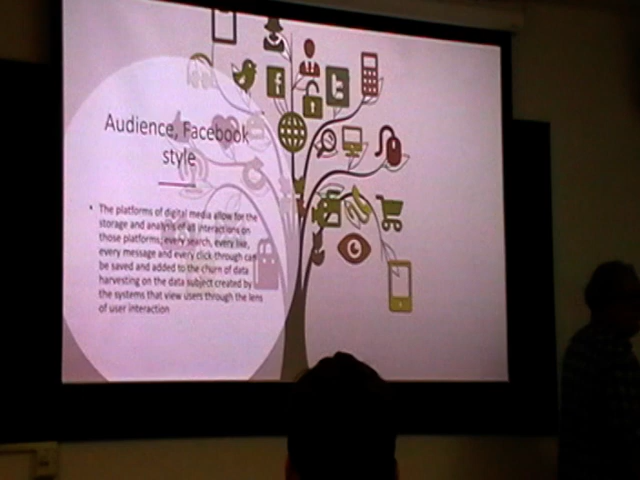 Audience, Facebook
style
• The platforms of digital media allow for the
storage and analysis of all interactions on
those platforms; every search, every like,
every message and every click-through can
be saved and added to the churn of data
harvesting on the data subject created by
the systems that view users through the lens
of user interaction